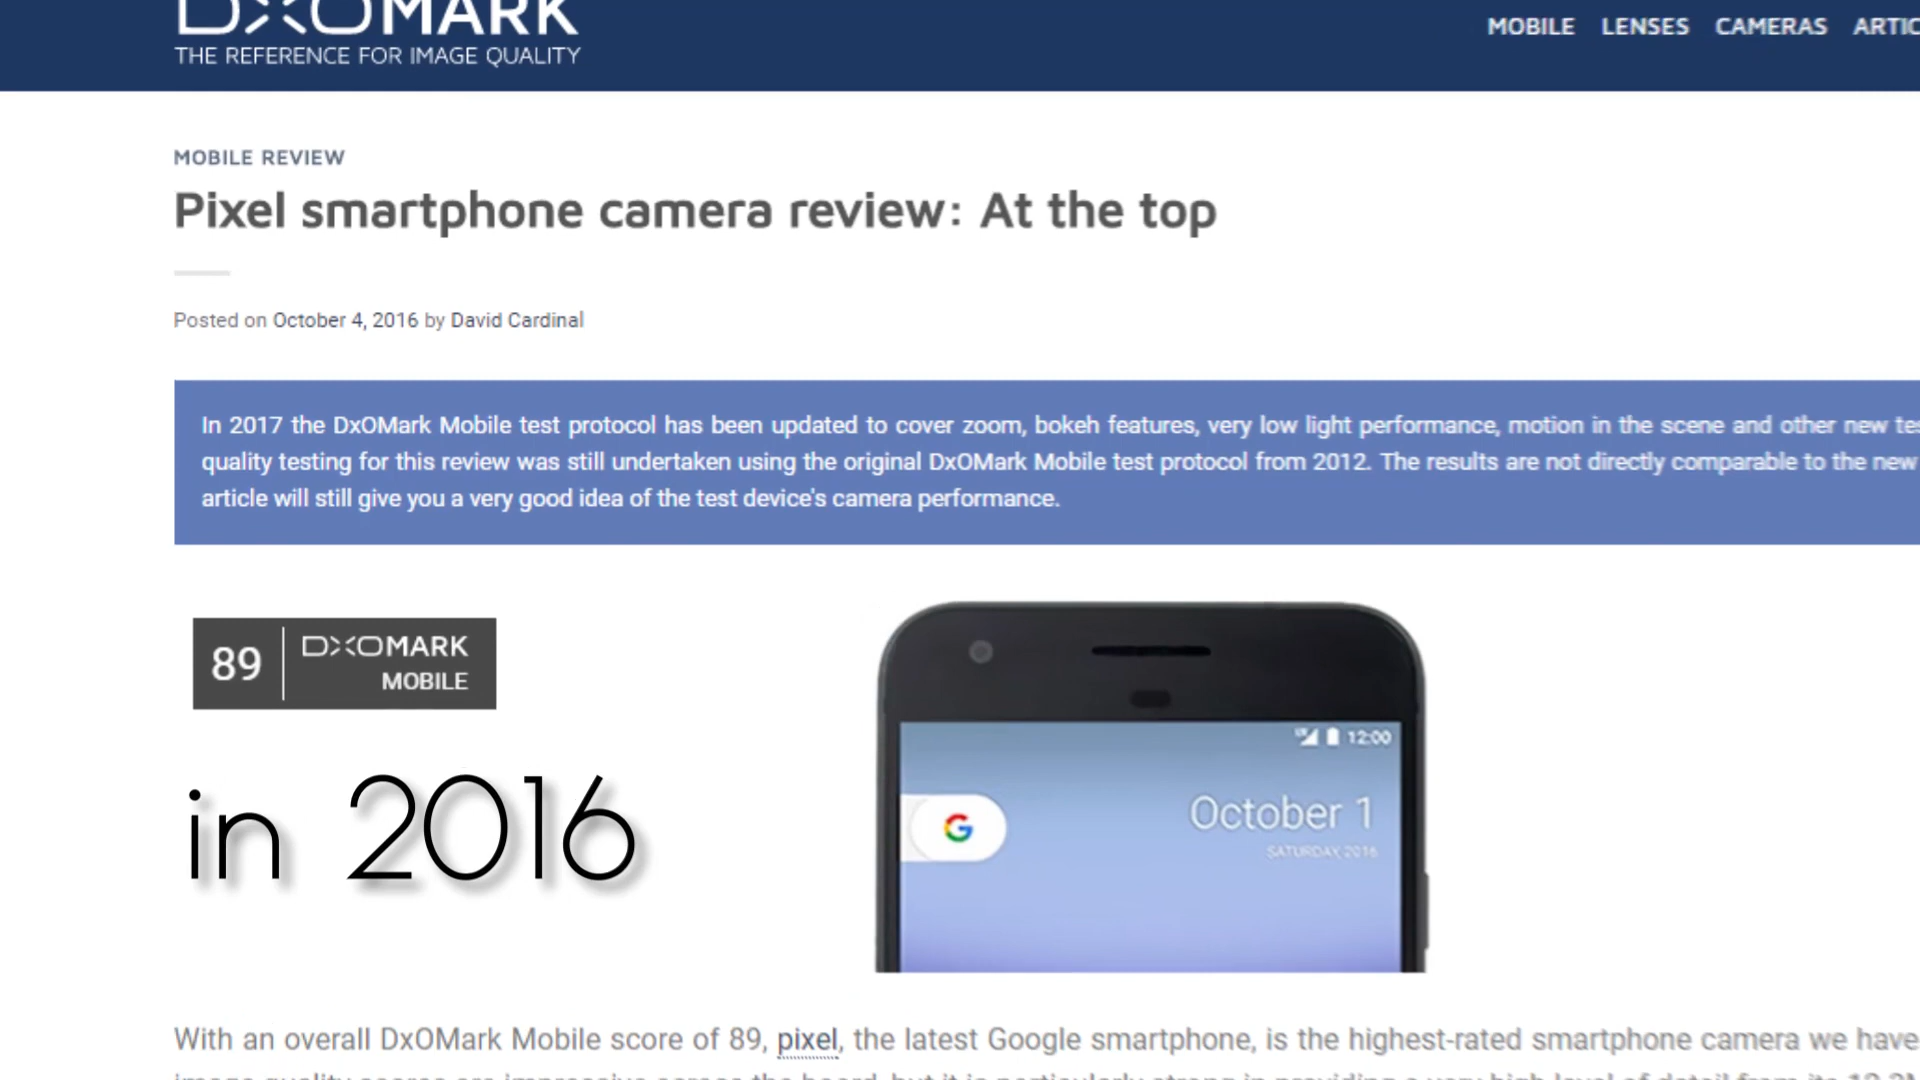 DXOMARK
THE REFERENCE FOR IMAGE QUALITY
MOBILE LENSES CAMERAS
MOBILE REVIEW
Pixel smartphone camera review: At the top
Posted on October 4, 2016 by David Cardinal
In 2017 the DxOMark Mobile test protocol has been updated to cover zoom, bokeh features, very low light performance, motion in the scene and other new
quality testing for this review was still undertaken using the original DxOMark Mobile test protocol from 2012. The results are not directly comparable to the new
article will still give you a very good idea of the test device's camera performance.
89 DXOMARK
MOBILE
12:00
G
October 1
SATURDAY, 2016
in 2016
With an overall DxOMark Mobile score of 89, pixel, the latest Google smartphone, is the highest-rated smartphone camera we have